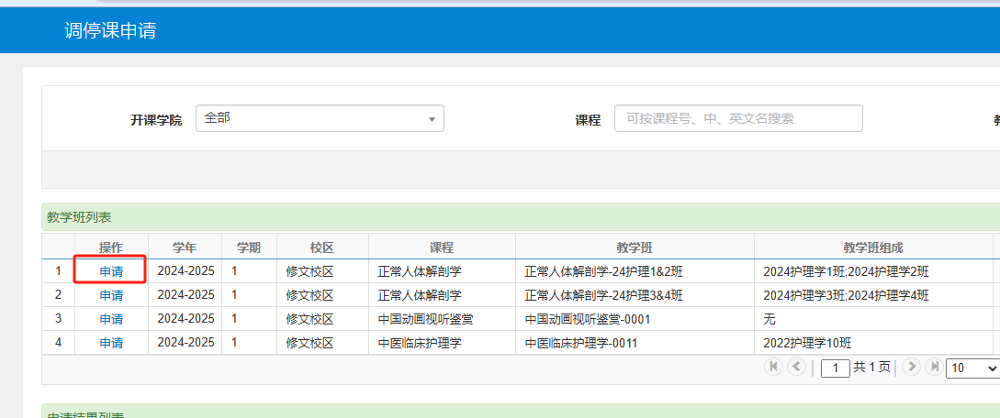 调停课申请
开课学院 全部 课程 可按课程号、中、英文名搜索
教学班列表
操作 学年 学期 校区 课程 教学班 教学班组成
1 申请 2024-2025 1 修文校区 正常人体解剖学 正常人体解剖学-24护理1&2班 2024护理学1班;2024护理学2班
2 申请 2024-2025 1 修文校区 正常人体解剖学 正常人体解剖学-24护理3&4班 2024护理学3班;2024护理学4班
3 申请 2024-2025 1 修文校区 中国动画视听鉴赏 中国动画视听鉴赏-0001 无
4 申请 2024-2025 1 修文校区 中医临床护理学 中医临床护理学-0011 2022护理学10班
1 共 1 页 10
申请结果列表